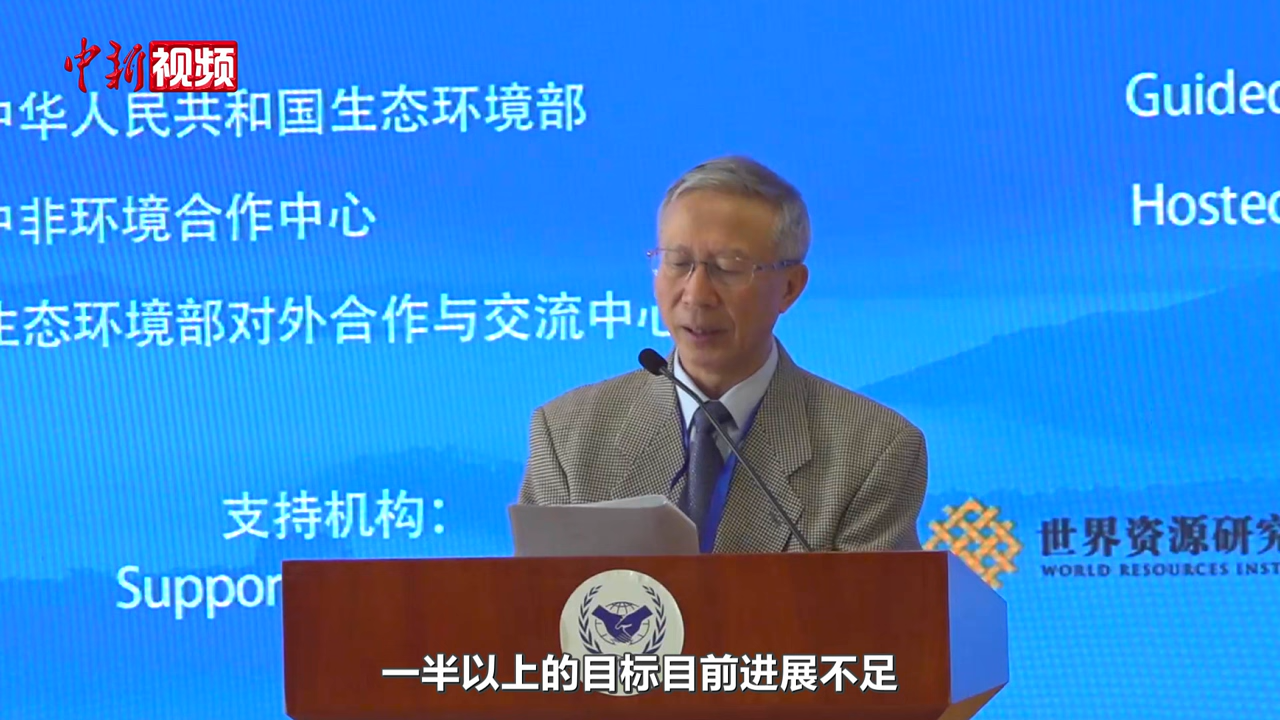 中新视频
中华人民共和国生态环境部
Guided
中非环境合作中心
Hosted
生态环境部对外合作与交流中心
支持机构：
Suppor
世界资源研究
WORLD RESOURCES INST
一半以上的目标目前进展不足